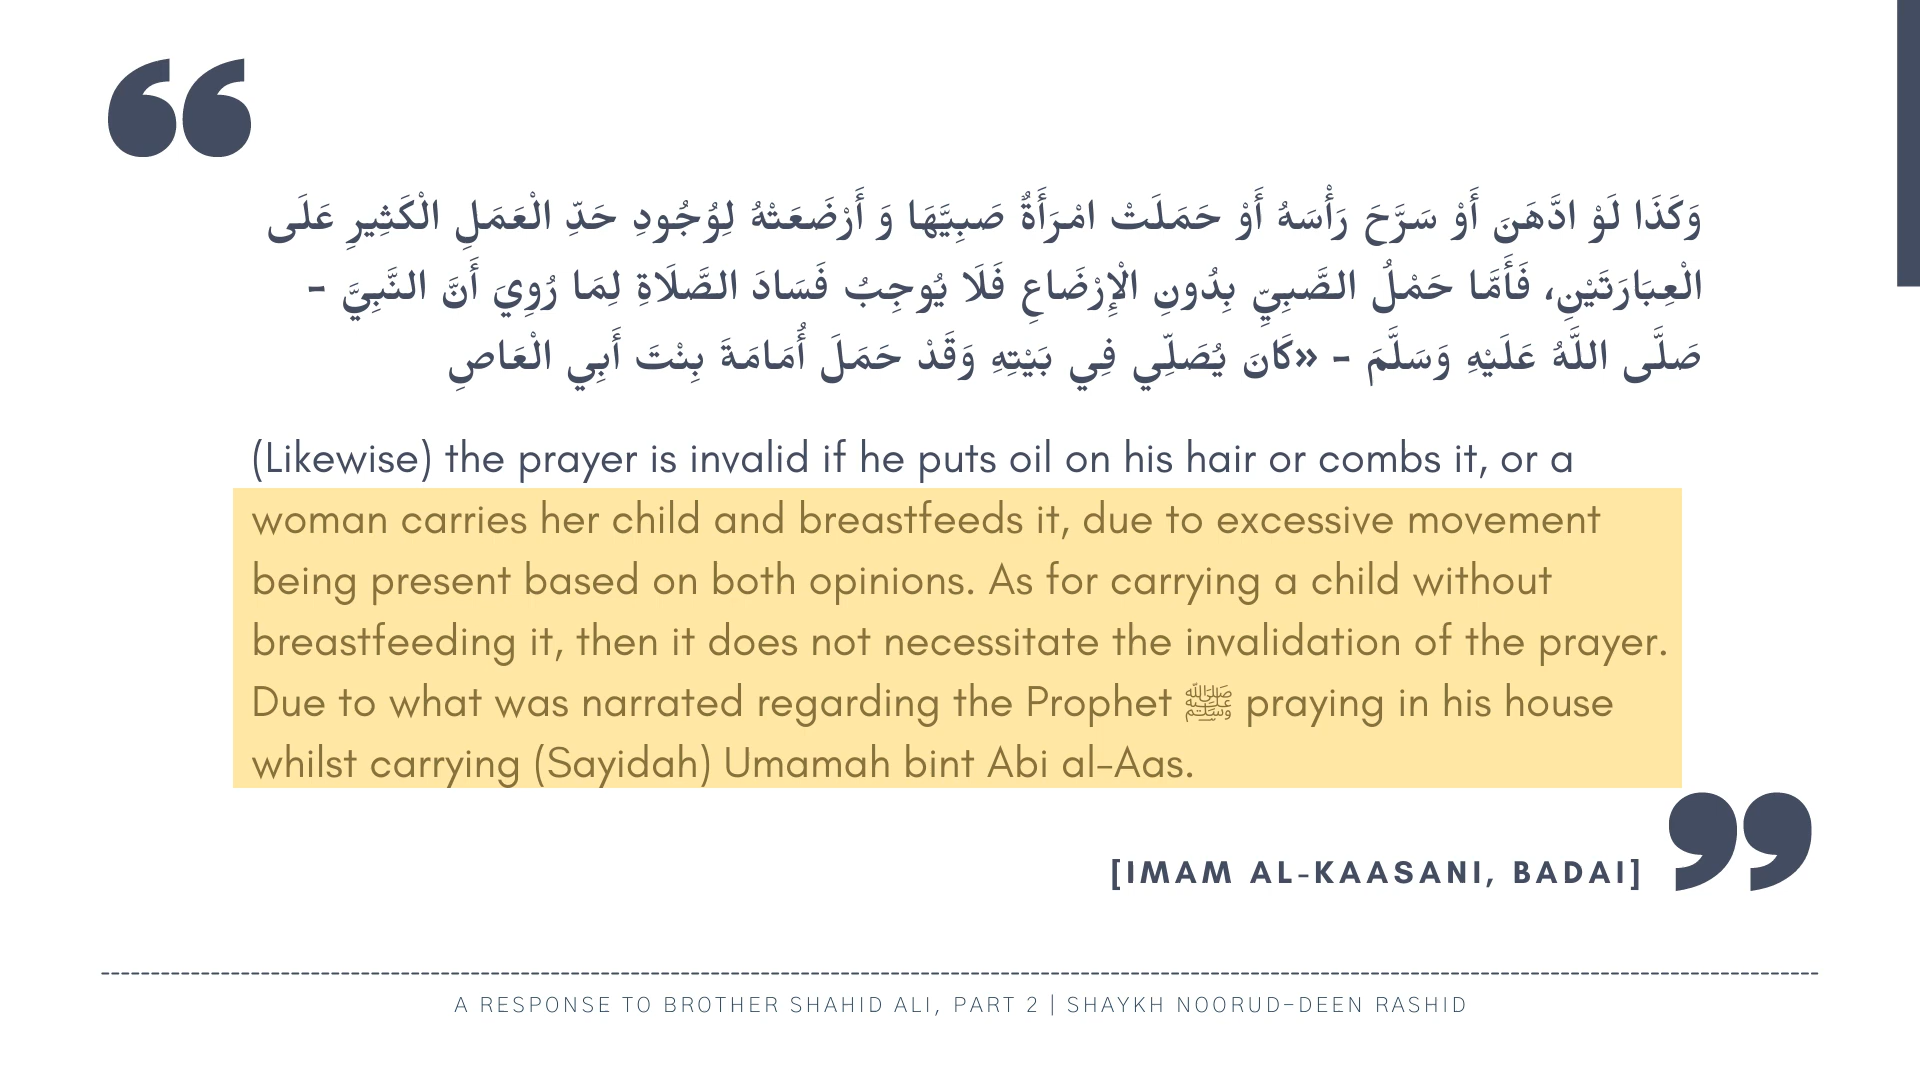 “
وَكَذَا لَوْ ادَّهَنَ أَوْ سَرَّحَ رَأْسَهُ أَوْ حَمَلَتْ امْرَأَةٌ صَبِيَّهَا وَ أَرْضَعَتْهُ لِوُجُودِ حَدِّ الْعَمَلِ الْكَثِيرِ عَلَى
الْعِبَارَتَيْنِ، فَأَمَّا حَمْلُ الصَّبِيِّ بِدُونِ الْإِرْضَاعِ فَلَا يُوجِبُ فَسَادَ الصَّلَاةِ لِمَا رُوِيَ أَنَّ النَّبِيَّ -
صَلَّى اللَّهُ عَلَيْهِ وَسَلَّمَ - «كَانَ يُصَلِّي فِي بَيْتِهِ وَقَدْ حَمَلَ أُمَامَةَ بِنْتَ أَبِي الْعَاصِ
(Likewise) the prayer is invalid if he puts oil on his hair or combs it, or a
woman carries her child and breastfeeds it, due to excessive movement
being present based on both opinions. As for carrying a child without
breastfeeding it, then it does not necessitate the invalidation of the prayer.
Due to what was narrated regarding the Prophet ﷺ praying in his house
whilst carrying (Sayidah) Umamah bint Abi al-Aas.
”
[IMAM AL-KAASANI, BADAI]
A RESPONSE TO BROTHER SHAHID ALI, PART 2 | SHAYKH NOORUD-DEEN RASHID